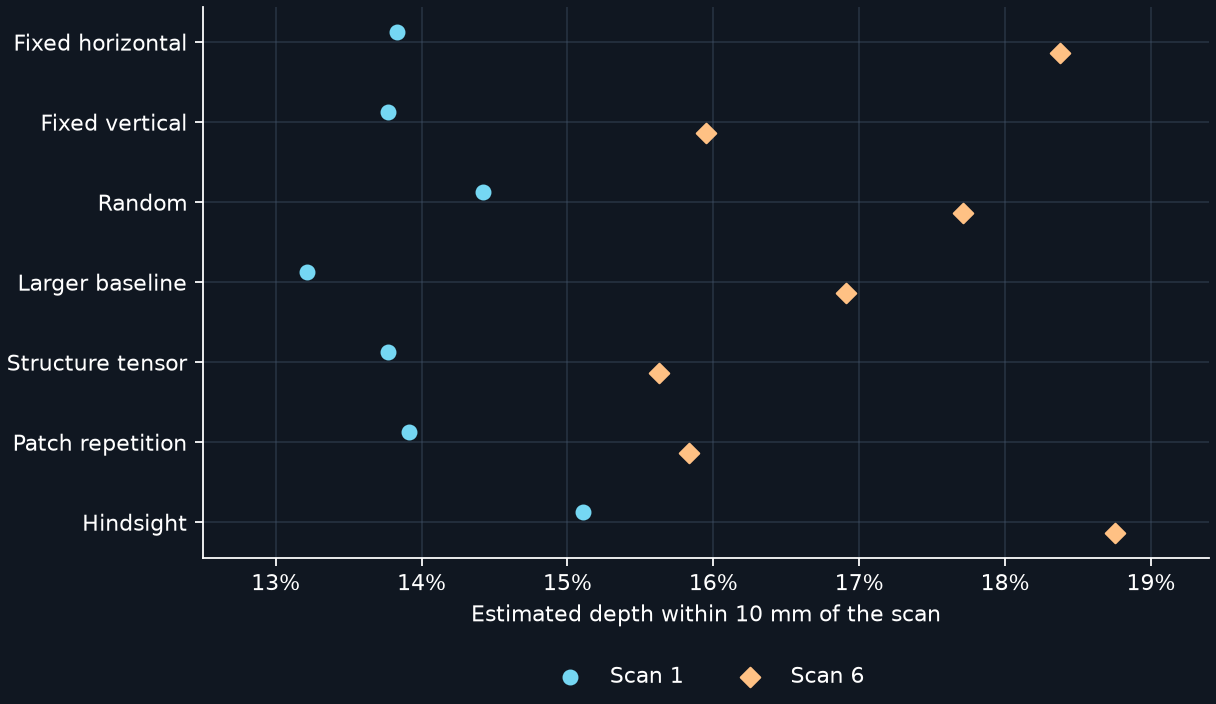 Fixed horizontal
Fixed vertical
Random
Larger baseline
Structure tensor
Patch repetition
Hindsight
13% 14% 15% 16% 17% 18% 19%
Estimated depth within 10 mm of the scan
Scan 1 Scan 6